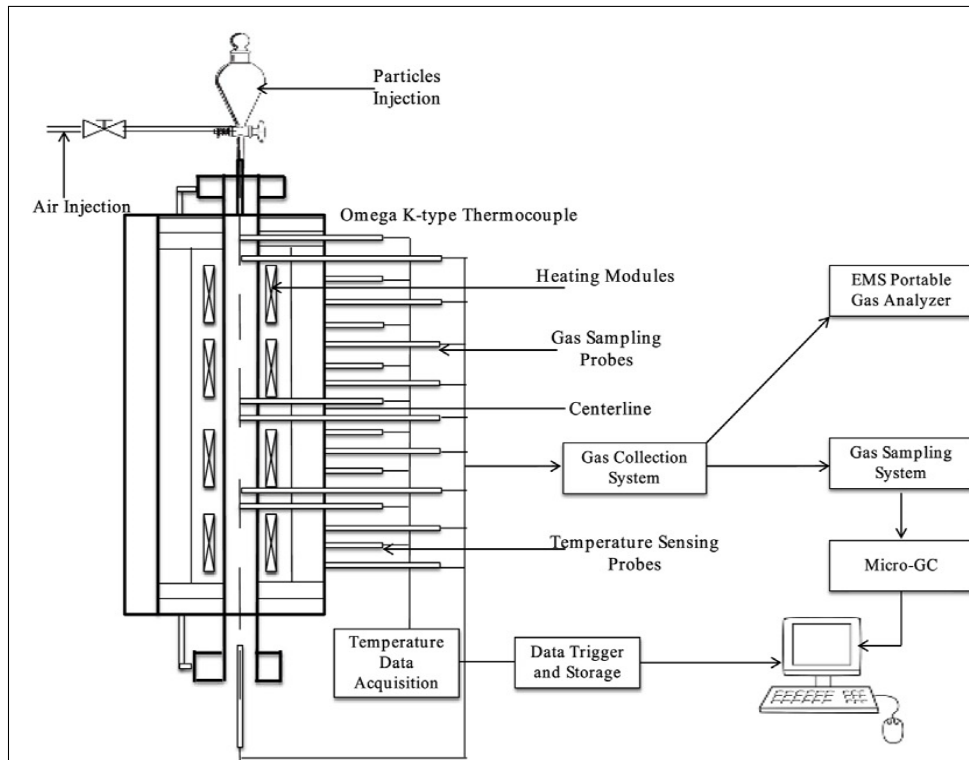 Particles
Injection
Air Injection
Omega K-type Thermocouple
Heating Modules
EMS Portable
Gas Analyzer
Gas Sampling
Probes
Centerline
Gas Collection
System
Gas Sampling
System
Temperature Sensing
Probes
Micro-GC
Temperature
Data
Acquisition
Data Trigger
and Storage